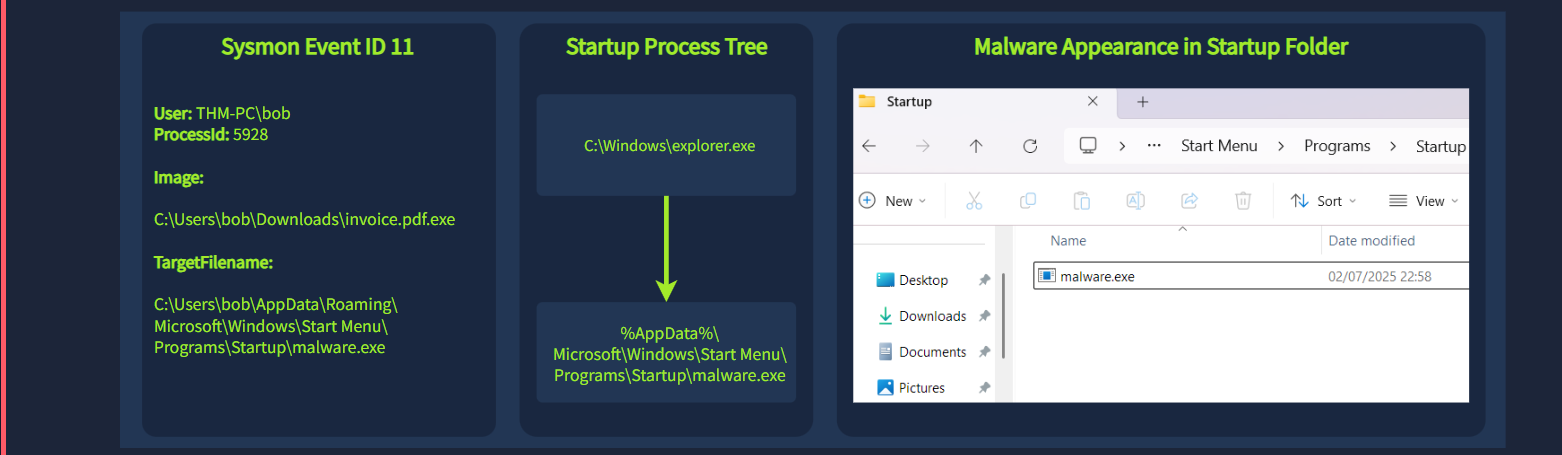 Sysmon Event ID 11
User: THM-PC\bob
ProcessId: 5928
Image:
C:\Users\bob\Downloads\invoice.pdf.exe
TargetFilename:
C:\Users\bob\AppData\Roaming\
Microsoft\Windows\Start Menu\
Programs\Startup\malware.exe
Startup Process Tree
C:\Windows\explorer.exe
%AppData%\
Microsoft\Windows\Start Menu\
Programs\Startup\malware.exe
Malware Appearance in Startup Folder
Startup
Start Menu > Programs > Startup
New
Sort
View
Name
Date modified
Desktop
Downloads
Documents
Pictures
malware.exe
02/07/2025 22:58